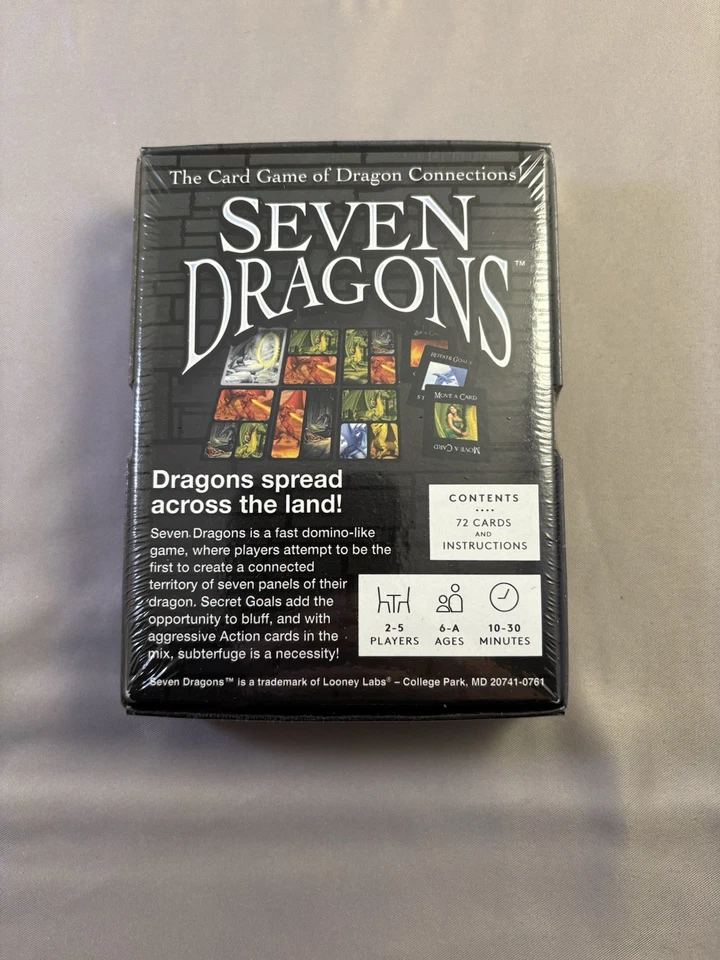 The Card Game of Dragon Connections!
SEVEN
DRAGONS™
MOVE A CARD
MOVE A CARD
Dragons spread
across the land!
Seven Dragons is a fast domino-like
game, where players attempt to be the
first to create a connected
territory of seven panels of their
dragon. Secret Goals add the
opportunity to bluff, and with
aggressive Action cards in the
mix, subterfuge is a necessity!
CONTENTS
72 CARDS
AND
INSTRUCTIONS
2-5
PLAYERS
6-A
AGES
10-30
MINUTES
Seven Dragons™ is a trademark of Looney Labs® – College Park, MD 20741-0761